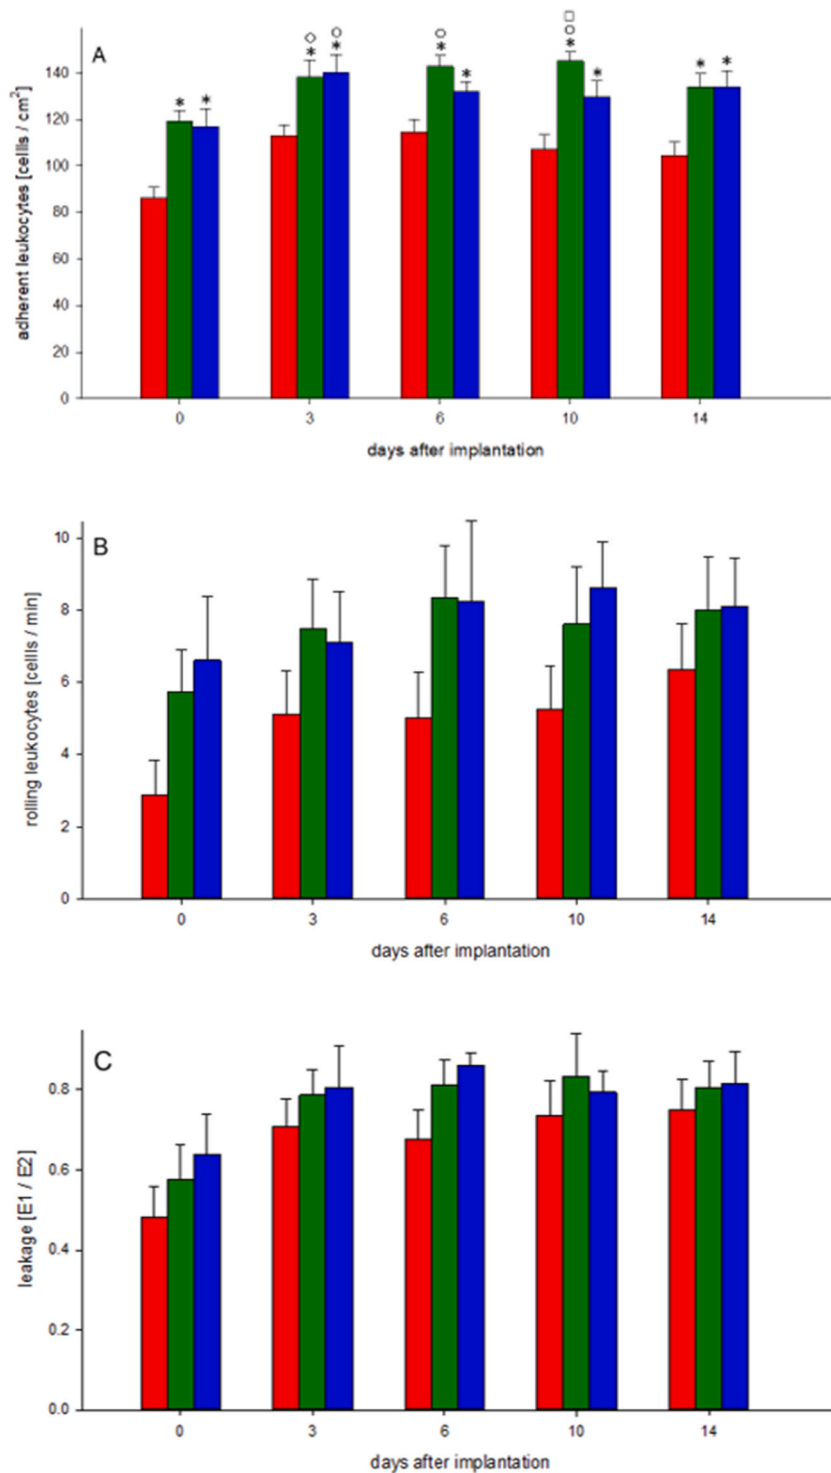 A
□
○ ○ ○ ○
* * * * * * * * * *
140
120
100
80
60
40
20
0
adherent leukocytes [cellls / cm²]
0 3 6 10 14
days after implantation
B
10
8
6
4
2
0
rolling leukocytes [cellls / min]
0 3 6 10 14
days after implantation
C
0.8
0.6
0.4
0.2
0.0
leakage [E1 / E2]
0 3 6 10 14
days after implantation